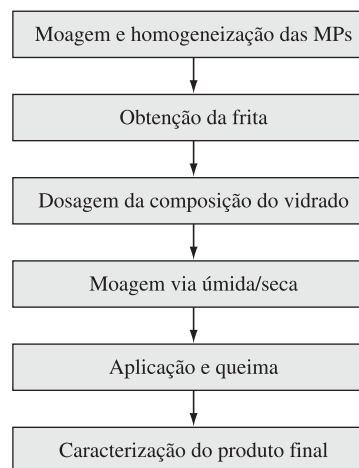 Moagem e homogeneização das MPs
Obtenção da frita
Dosagem da composição do vidrado
Moagem via úmida/seca
Aplicação e queima
Caracterização do produto final